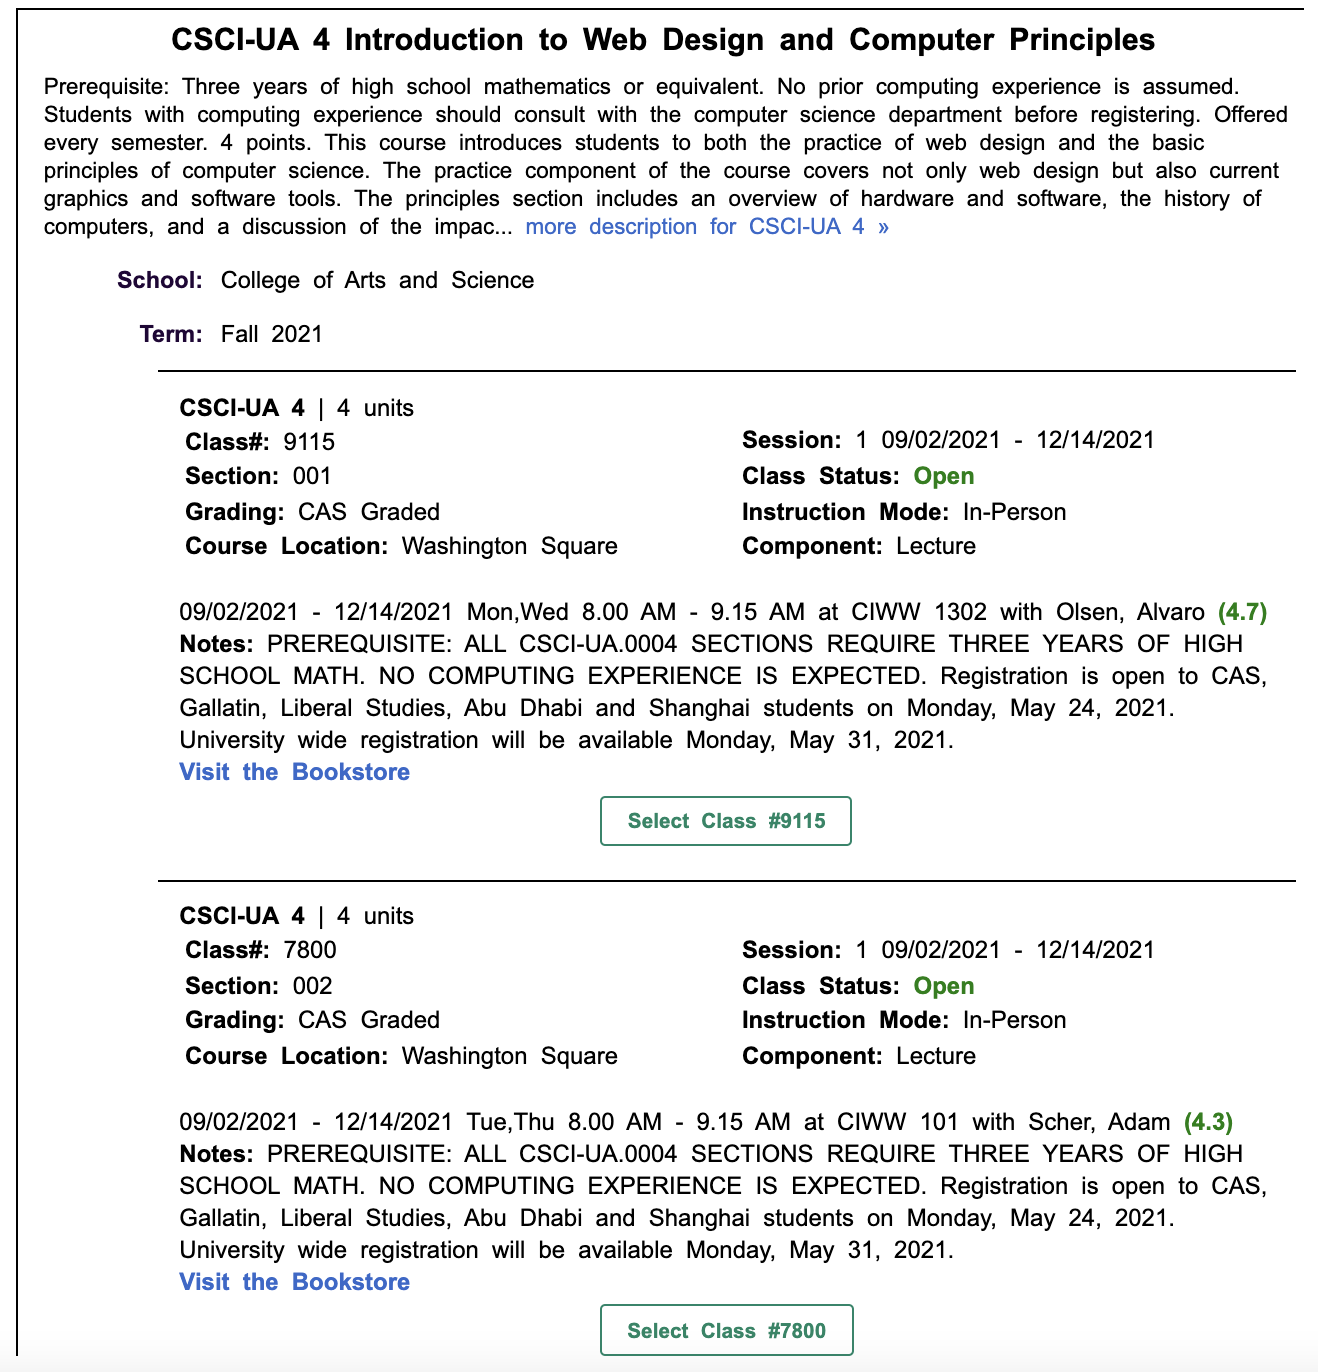 CSCI-UA 4 Introduction to Web Design and Computer Principles
Prerequisite: Three years of high school mathematics or equivalent. No prior computing experience is assumed.
Students with computing experience should consult with the computer science department before registering. Offered
every semester. 4 points. This course introduces students to both the practice of web design and the basic
principles of computer science. The practice component of the course covers not only web design but also current
graphics and software tools. The principles section includes an overview of hardware and software, the history of
computers, and a discussion of the impac... more description for CSCI-UA 4 »
School: College of Arts and Science
Term: Fall 2021
CSCI-UA 4 | 4 units
Class#: 9115
Session: 1 09/02/2021 - 12/14/2021
Section: 001
Class Status: Open
Grading: CAS Graded
Instruction Mode: In-Person
Course Location: Washington Square
Component: Lecture
09/02/2021 - 12/14/2021 Mon,Wed 8.00 AM - 9.15 AM at CIWW 1302 with Olsen, Alvaro (4.7)
Notes: PREREQUISITE: ALL CSCI-UA.0004 SECTIONS REQUIRE THREE YEARS OF HIGH
SCHOOL MATH. NO COMPUTING EXPERIENCE IS EXPECTED. Registration is open to CAS,
Gallatin, Liberal Studies, Abu Dhabi and Shanghai students on Monday, May 24, 2021.
University wide registration will be available Monday, May 31, 2021.
Visit the Bookstore
Select Class #9115
CSCI-UA 4 | 4 units
Class#: 7800
Session: 1 09/02/2021 - 12/14/2021
Section: 002
Class Status: Open
Grading: CAS Graded
Instruction Mode: In-Person
Course Location: Washington Square
Component: Lecture
09/02/2021 - 12/14/2021 Tue,Thu 8.00 AM - 9.15 AM at CIWW 101 with Scher, Adam (4.3)
Notes: PREREQUISITE: ALL CSCI-UA.0004 SECTIONS REQUIRE THREE YEARS OF HIGH
SCHOOL MATH. NO COMPUTING EXPERIENCE IS EXPECTED. Registration is open to CAS,
Gallatin, Liberal Studies, Abu Dhabi and Shanghai students on Monday, May 24, 2021.
University wide registration will be available Monday, May 31, 2021.
Visit the Bookstore
Select Class #7800